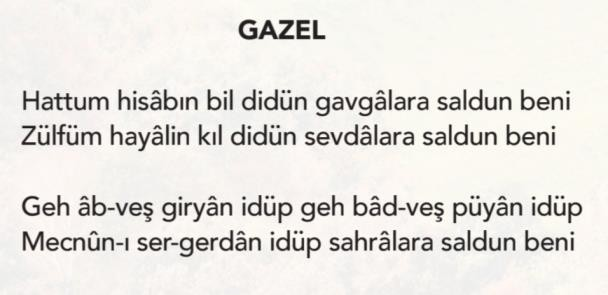 GAZEL
Hattum hisâbın bil didün gavgâlara saldun beni
Zülfüm hayâlin kıl didün sevdâlara saldun beni
Geh âb-veş giryân idüp geh bâd-veş püyân idüp
Mecnûn-ı ser-gerdân idüp sahrâlara saldun beni